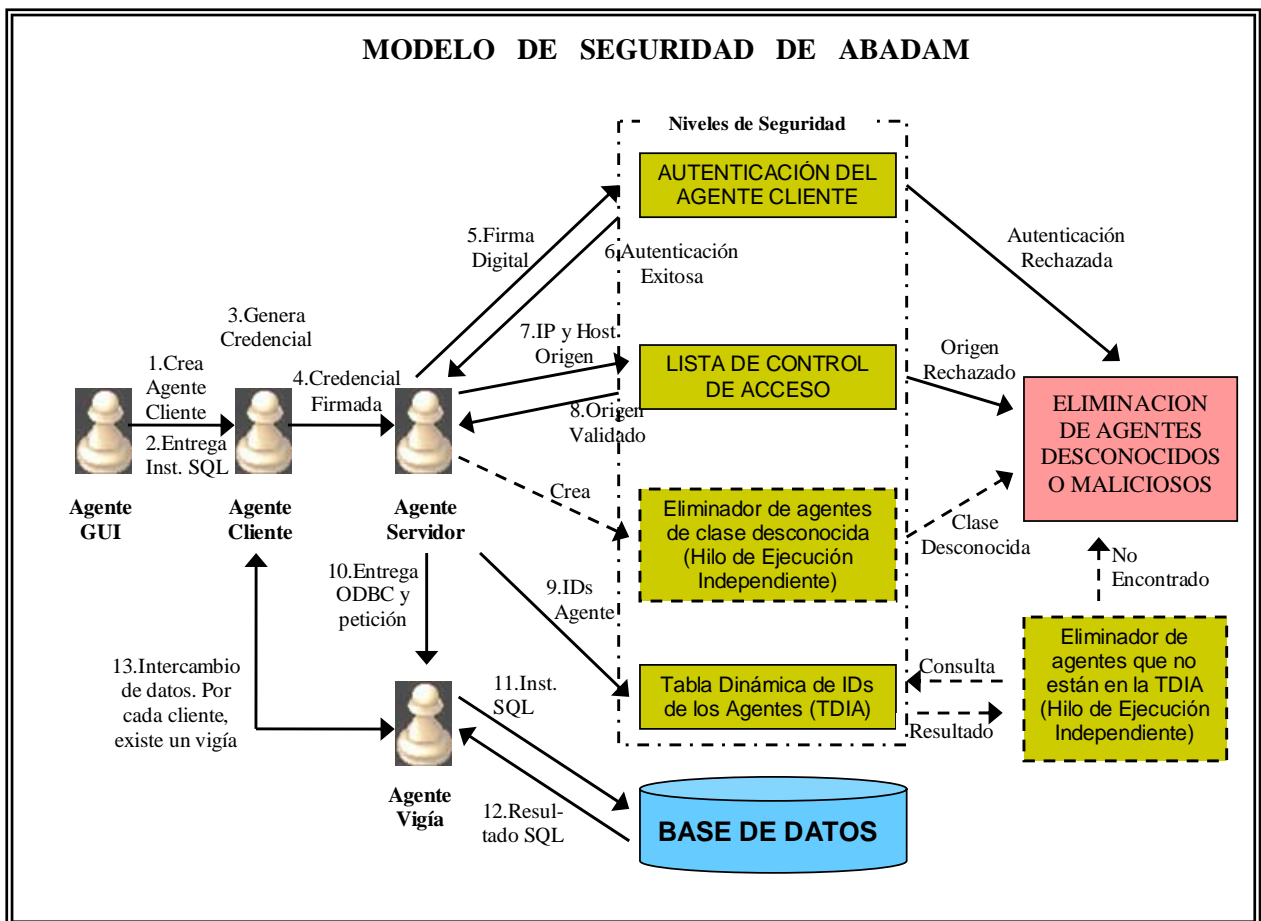 MODELO DE SEGURIDAD DE ABADAM
Niveles de Seguridad
AUTENTICACIÓN DEL
AGENTE CLIENTE
5.Firma
Digital
6.Autenticación
Exitosa
Autenticación
Rechazada
3.Genera
Credencial
7.IP y Host
Origen
LISTA DE CONTROL
DE ACCESO
Origen
Rechazado
1.Crea
Agente
Cliente
2.Entrega
Inst. SQL
4.Credencial
Firmada
8.Origen
Validado
ELIMINACION
DE AGENTES
DESCONOCIDOS
O MALICIOSOS
Agente
GUI
Agente
Cliente
Agente
Servidor
Crea
Eliminador de agentes
de clase desconocida
(Hilo de Ejecución
Independiente)
Clase
Desconocida
10.Entrega
ODBC y
petición
9.IDs
Agente
No
Encontrado
13.Intercambio
de datos. Por
cada cliente,
existe un vigía
11.Inst.
SQL
Tabla Dinámica de IDs
de los Agentes (TDIA)
Consulta
Resultado
Eliminador de
agentes que no
están en la TDIA
(Hilo de Ejecución
Independiente)
Agente
Vigía
12.Resul-
tado SQL
BASE DE DATOS